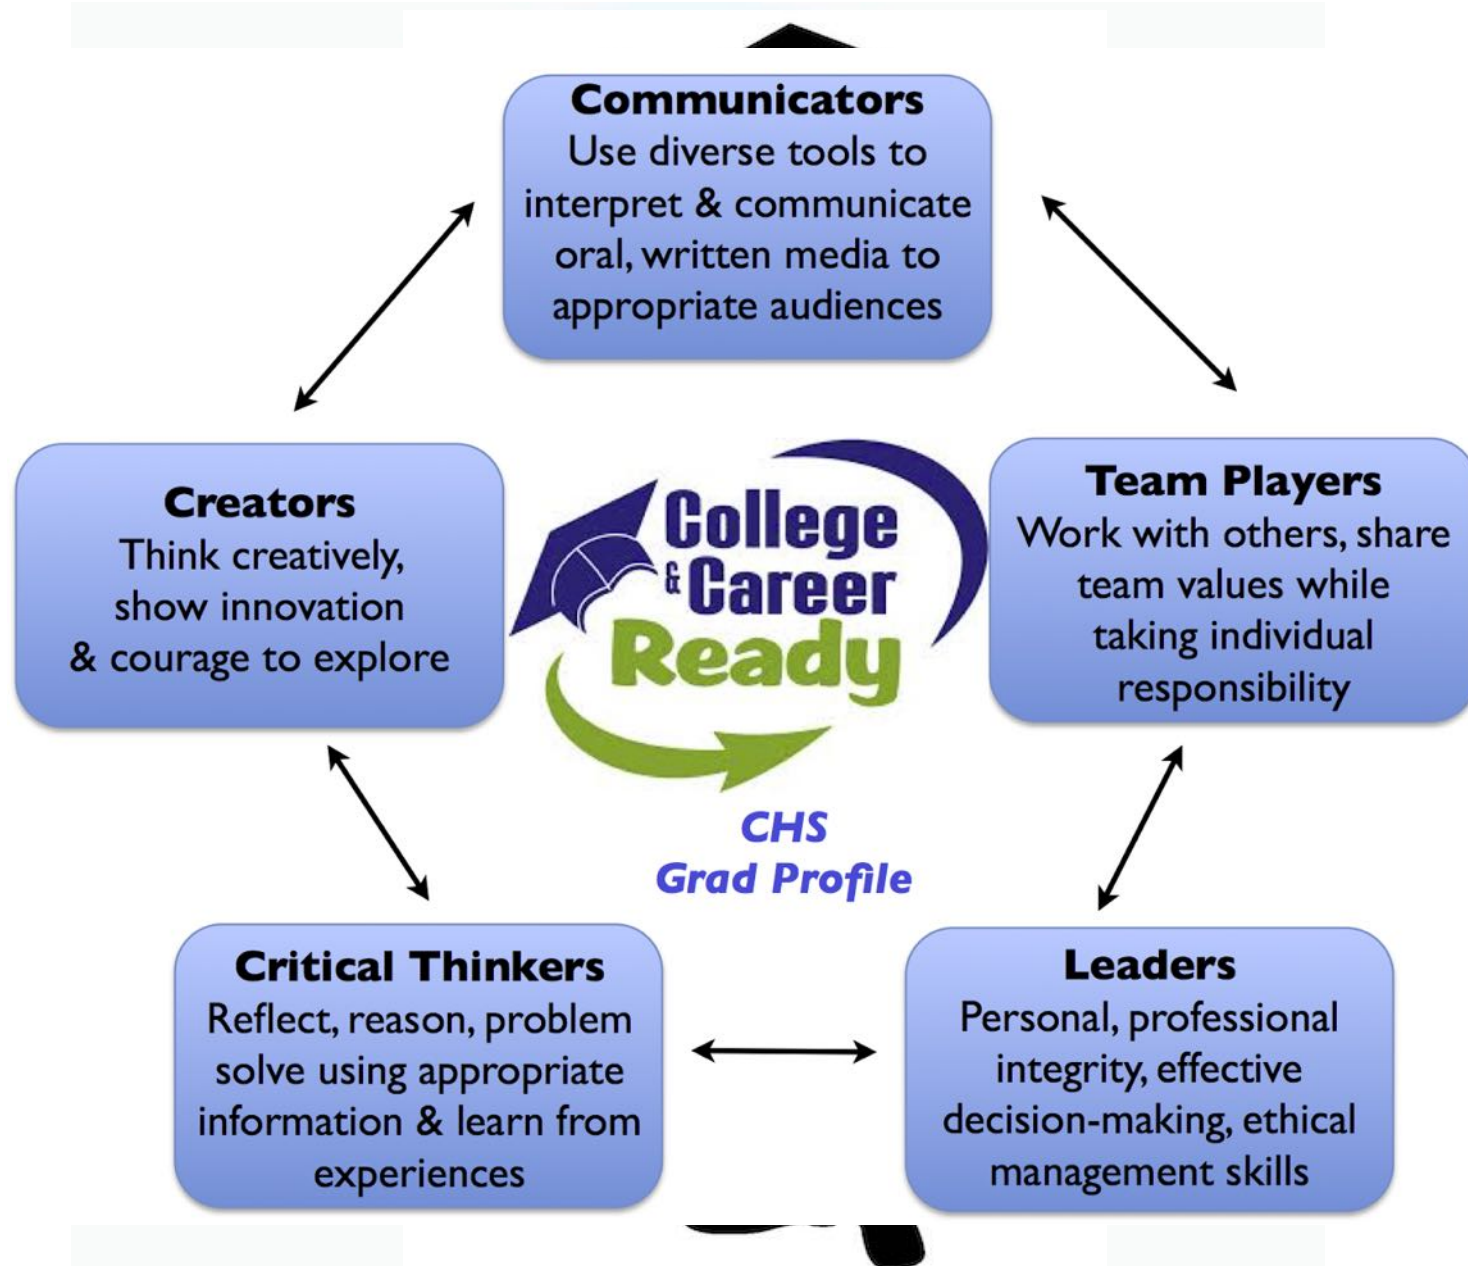 Communicators
Use diverse tools to
interpret & communicate
oral, written media to
appropriate audiences
Creators
Think creatively,
show innovation
& courage to explore
College
& Career
Ready
Team Players
Work with others, share
team values while
taking individual
responsibility
CHS
Grad Profile
Critical Thinkers
Reflect, reason, problem
solve using appropriate
information & learn from
experiences
Leaders
Personal, professional
integrity, effective
decision-making, ethical
management skills